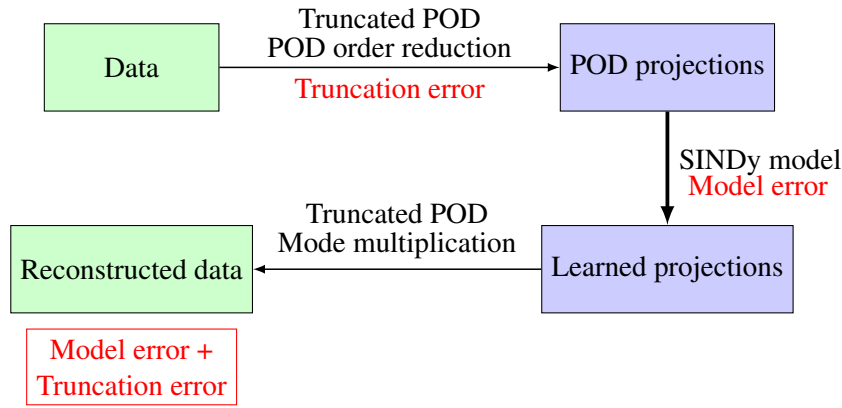 Data
Truncated POD
POD order reduction
Truncation error
POD projections
SINDy model
Model error
Truncated POD
Mode multiplication
Reconstructed data
Learned projections
Model error +
Truncation error